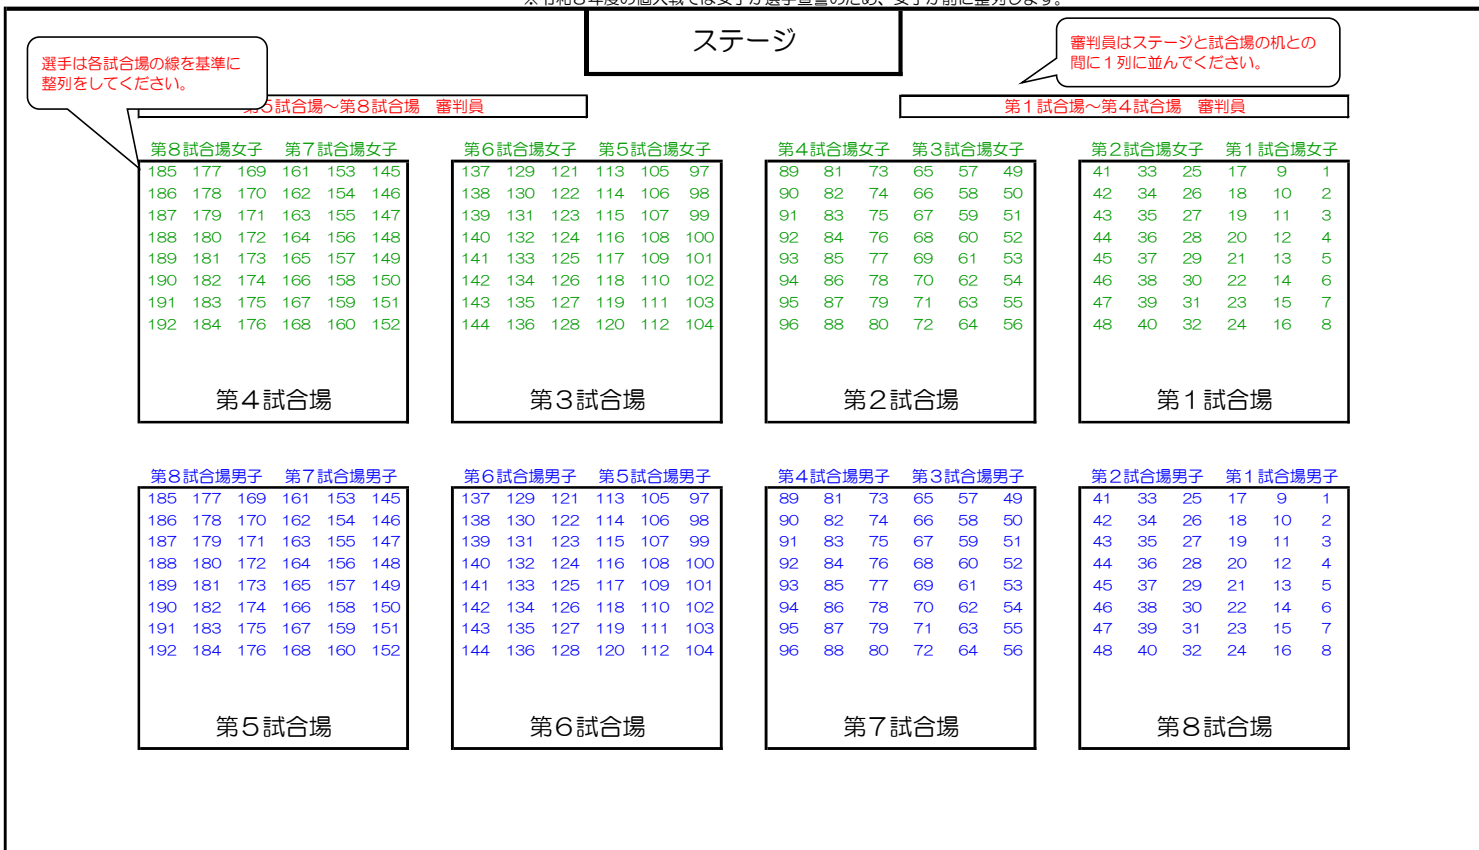 ※令和８年度の個人戦では女子が選手宣誓のため、女子が前に整列します。
ステージ
選手は各試合場の線を基準に
整列をしてください。
審判員はステージと試合場の机との
間に１列に並んでください。
第5試合場～第８試合場　審判員
第１試合場～第４試合場　審判員
第８試合場女子 第７試合場女子 第６試合場女子 第５試合場女子 第４試合場女子 第３試合場女子 第２試合場女子 第１試合場女子
185 177 169 161 153 145 137 129 121 113 105 97 89 81 73 65 57 49 41 33 25 17 9 1
186 178 170 162 154 146 138 130 122 114 106 98 90 82 74 66 58 50 42 34 26 18 10 2
187 179 171 163 155 147 139 131 123 115 107 99 91 83 75 67 59 51 43 35 27 19 11 3
188 180 172 164 156 148 140 132 124 116 108 100 92 84 76 68 60 52 44 36 28 20 12 4
189 181 173 165 157 149 141 133 125 117 109 101 93 85 77 69 61 53 45 37 29 21 13 5
190 182 174 166 158 150 142 134 126 118 110 102 94 86 78 70 62 54 46 38 30 22 14 6
191 183 175 167 159 151 143 135 127 119 111 103 95 87 79 71 63 55 47 39 31 23 15 7
192 184 176 168 160 152 144 136 128 120 112 104 96 88 80 72 64 56 48 40 32 24 16 8
第４試合場 第３試合場 第２試合場 第１試合場
第８試合場男子 第７試合場男子 第６試合場男子 第５試合場男子 第４試合場男子 第３試合場男子 第２試合場男子 第１試合場男子
185 177 169 161 153 145 137 129 121 113 105 97 89 81 73 65 57 49 41 33 25 17 9 1
186 178 170 162 154 146 138 130 122 114 106 98 90 82 74 66 58 50 42 34 26 18 10 2
187 179 171 163 155 147 139 131 123 115 107 99 91 83 75 67 59 51 43 35 27 19 11 3
188 180 172 164 156 148 140 132 124 116 108 100 92 84 76 68 60 52 44 36 28 20 12 4
189 181 173 165 157 149 141 133 125 117 109 101 93 85 77 69 61 53 45 37 29 21 13 5
190 182 174 166 158 150 142 134 126 118 110 102 94 86 78 70 62 54 46 38 30 22 14 6
191 183 175 167 159 151 143 135 127 119 111 103 95 87 79 71 63 55 47 39 31 23 15 7
192 184 176 168 160 152 144 136 128 120 112 104 96 88 80 72 64 56 48 40 32 24 16 8
第５試合場 第６試合場 第７試合場 第８試合場